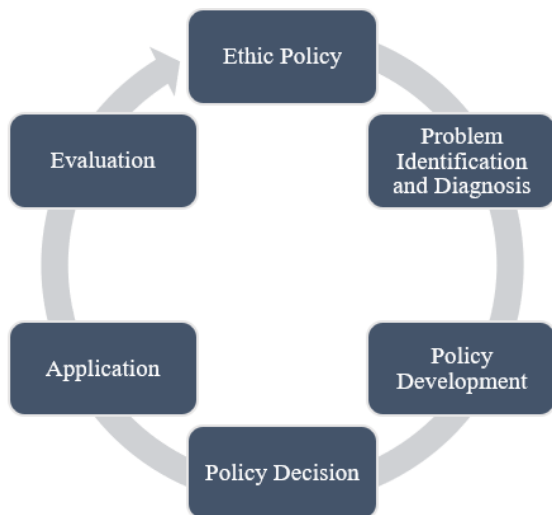 Ethic Policy
Problem
Identification
and Diagnosis
Policy
Development
Policy Decision
Application
Evaluation